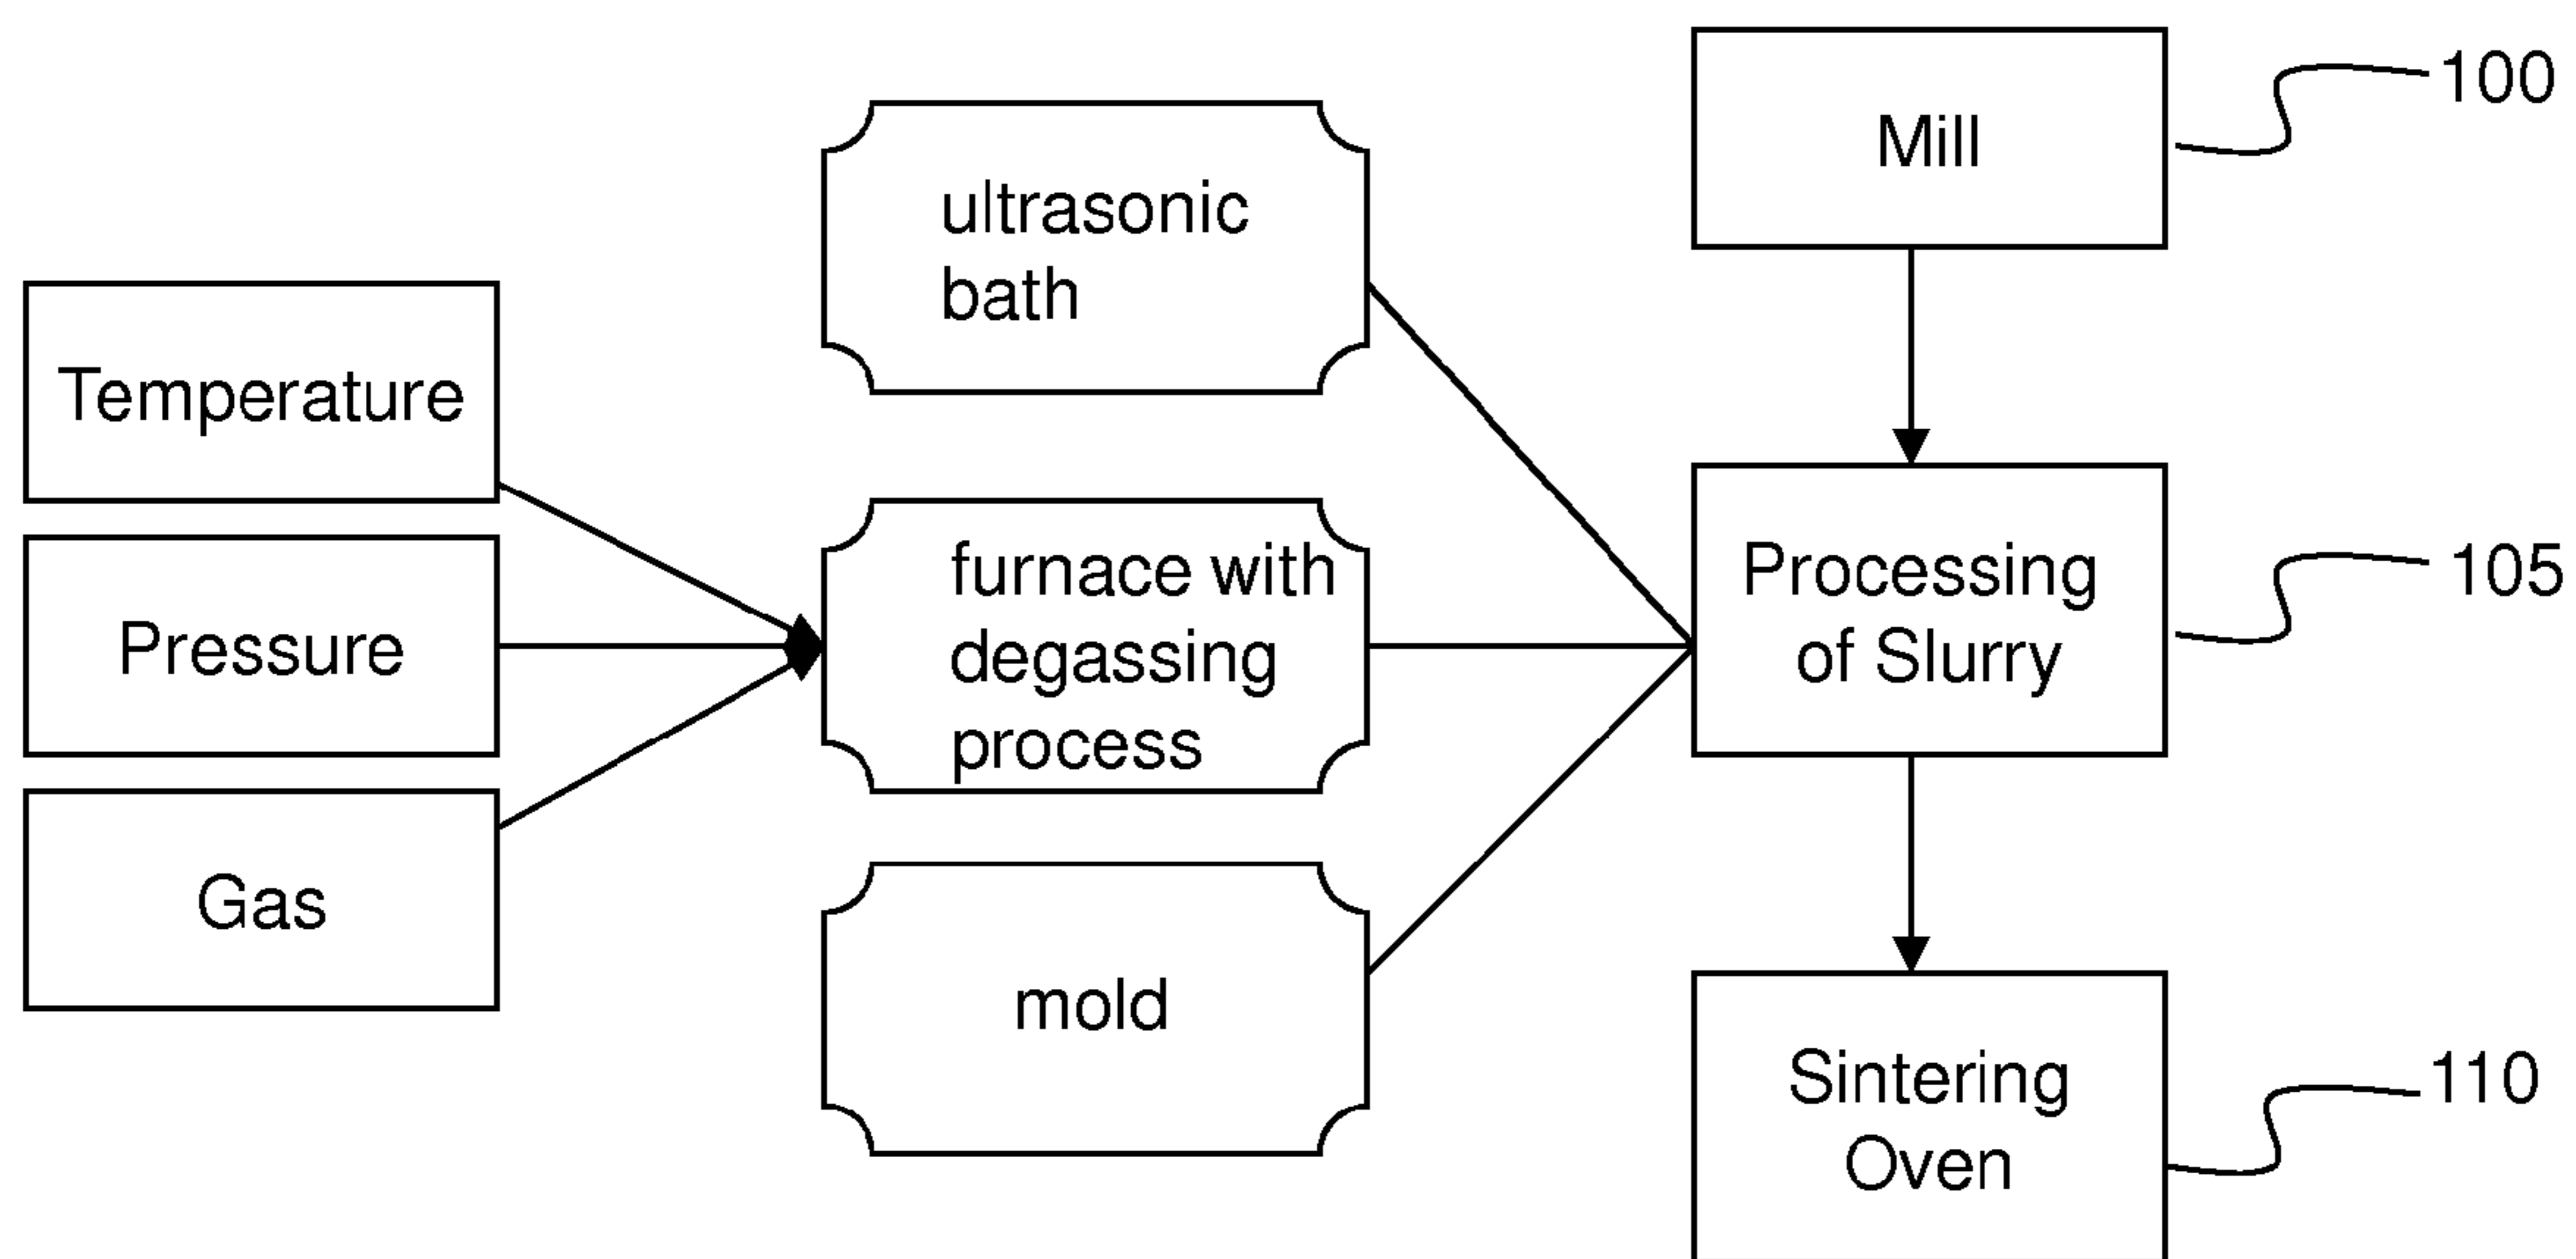 Temperature
Pressure
Gas
ultrasonic
bath
furnace with
degassing
process
mold
Mill
100
Processing
of Slurry
105
Sintering
Oven
110